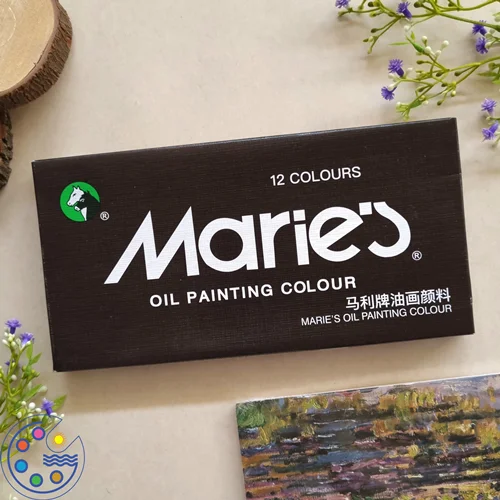 12 COLOURS
®
Marie's®
OIL PAINTING COLOUR
马利牌油画颜料
MARIE'S OIL PAINTING COLOUR